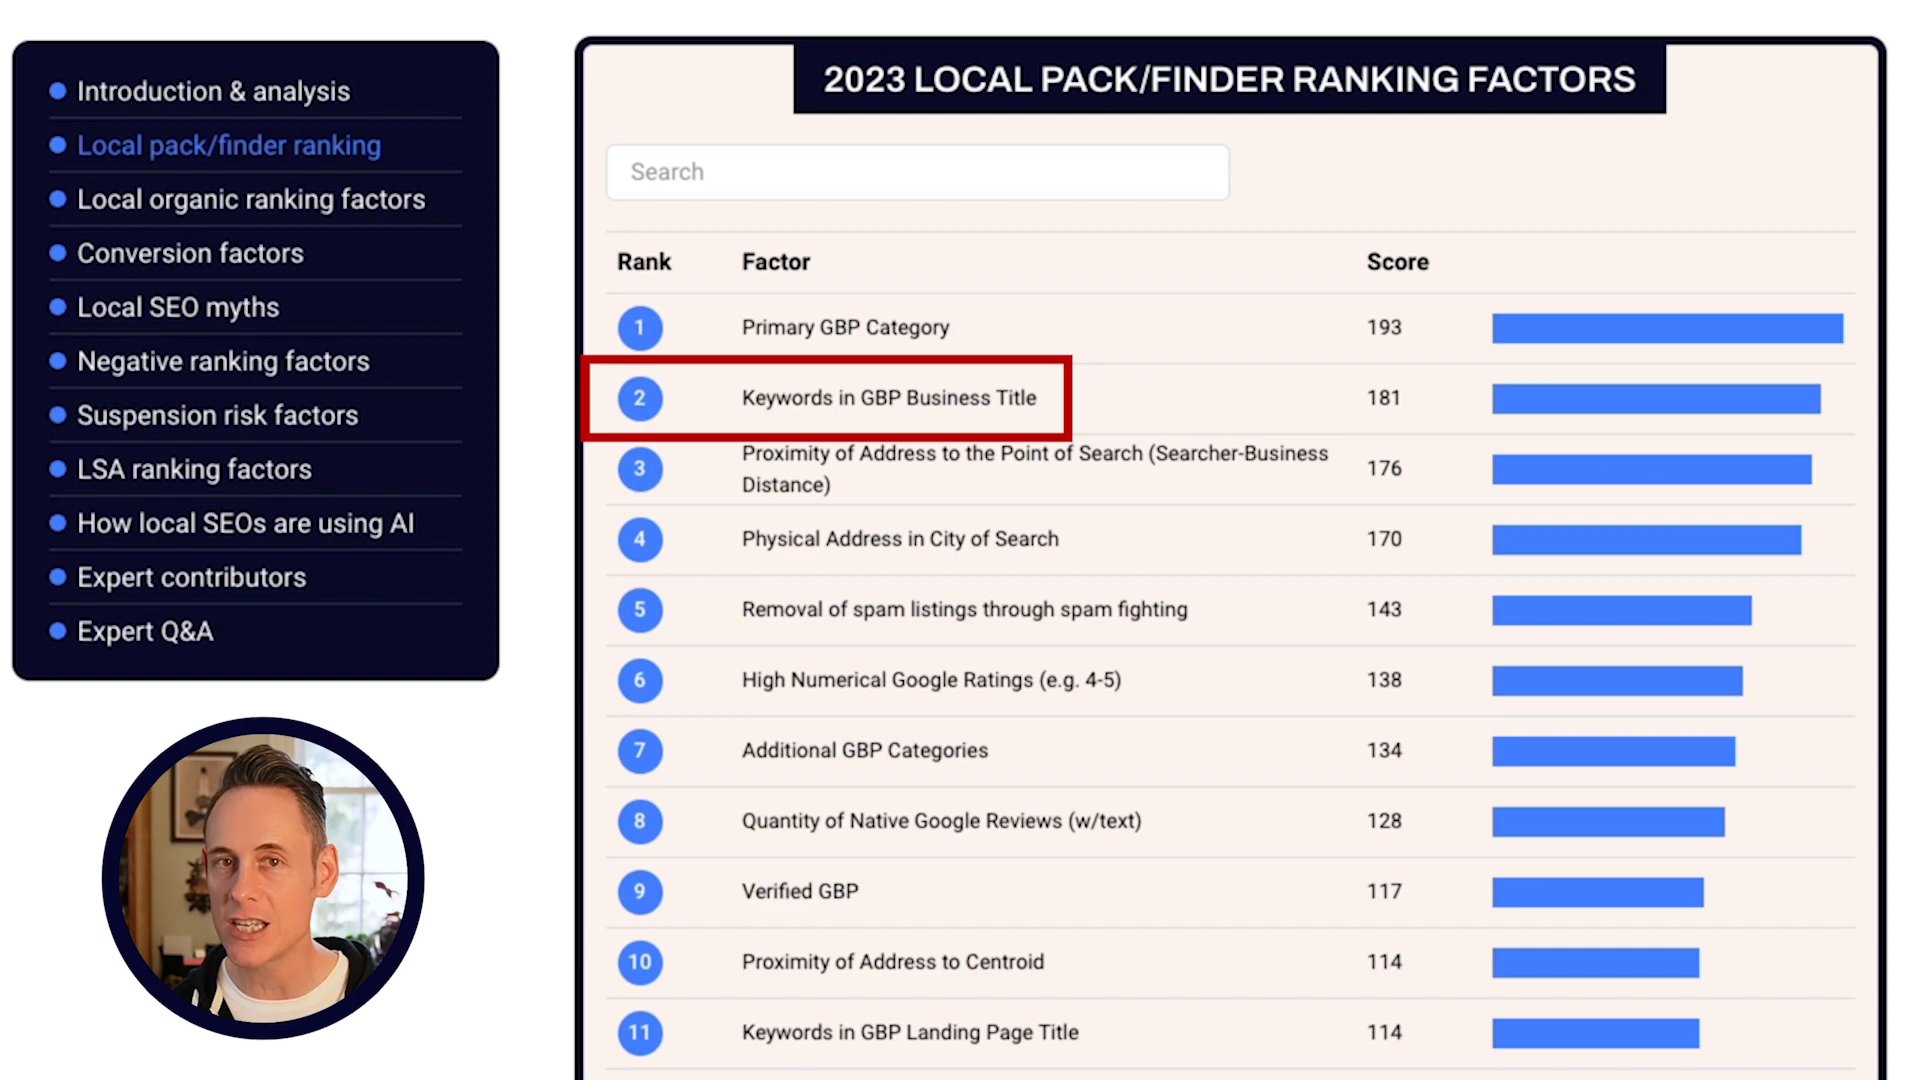 Introduction & analysis
Local pack/finder ranking
Local organic ranking factors
Conversion factors
Local SEO myths
Negative ranking factors
Suspension risk factors
LSA ranking factors
How local SEOs are using AI
Expert contributors
Expert Q&A
2023 LOCAL PACK/FINDER RANKING FACTORS
Search
Rank Factor Score
1 Primary GBP Category 193
2 Keywords in GBP Business Title 181
3 Proximity of Address to the Point of Search (Searcher-Business
Distance) 176
4 Physical Address in City of Search 170
5 Removal of spam listings through spam fighting 143
6 High Numerical Google Ratings (e.g. 4-5) 138
7 Additional GBP Categories 134
8 Quantity of Native Google Reviews (w/text) 128
9 Verified GBP 117
10 Proximity of Address to Centroid 114
11 Keywords in GBP Landing Page Title 114